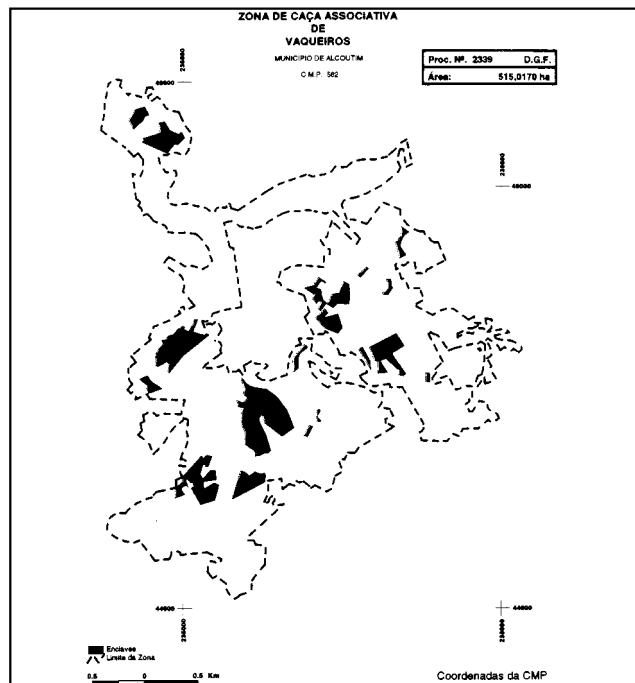 ZONA DE CAÇA ASSOCIATIVA
DE
VAQUEIROS
MUNICIPIO DE ALCOUTIM
C.M.P. 582
Proc. Nº. 2339 D.G.F.
Área: 515,0170 ha
Enclaves
Limite da Zona
0.5 0 0.5 Km
Coordenadas da CMP